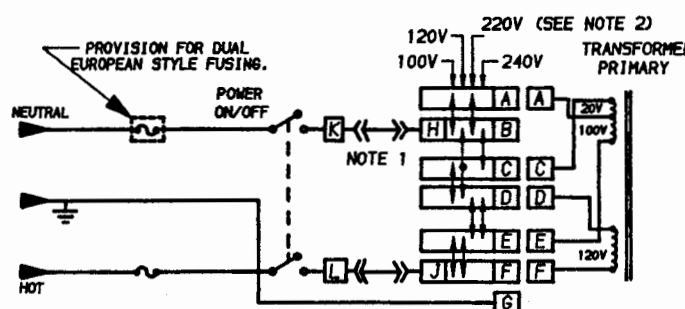 PROVISION FOR DUAL
EUROPEAN STYLE FUSING.
220V (SEE NOTE 2)
120V
100V
240V
TRANSFORMER
PRIMARY
NEUTRAL
POWER
ON/OFF
K
NOTE 1
H
A
A
B
20V
100V
C
C
D
D
E
E
120V
HOT
L
J
F
F
G